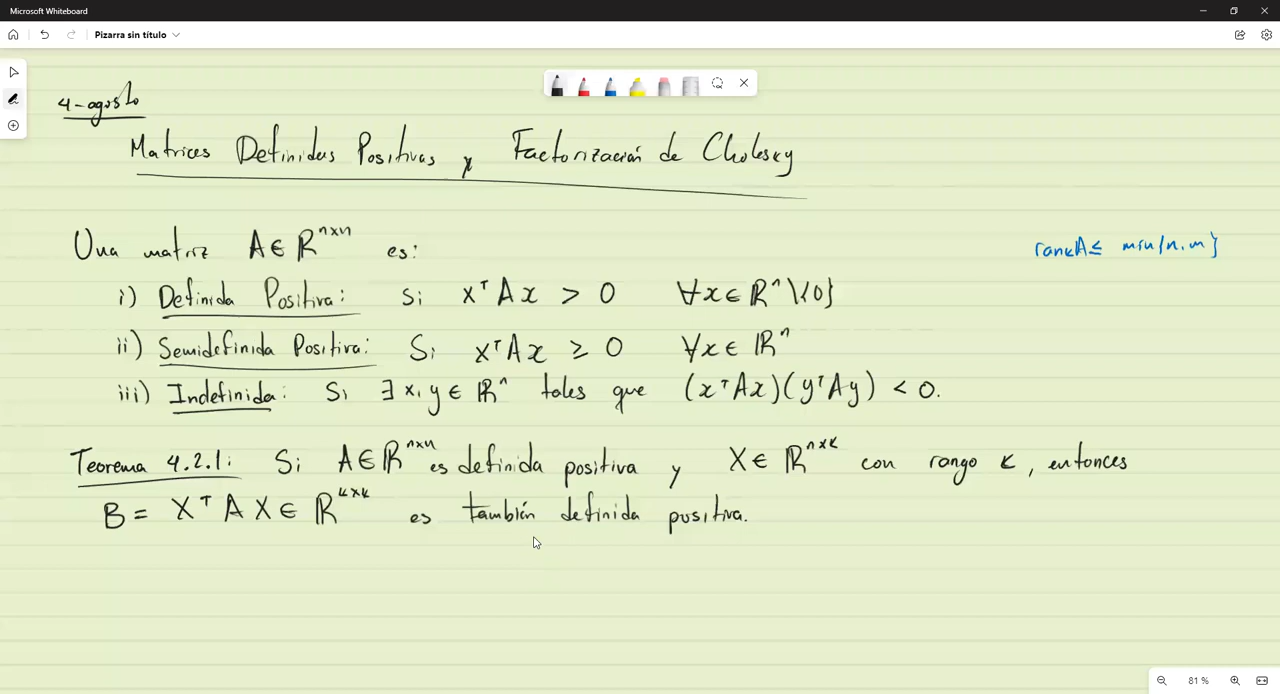 Microsoft Whiteboard
Pizarra sin título
4-agosto
Matrices Definidas Positivas y Factorización de Cholesky
Una matriz A ∈ ℝⁿˣⁿ es:
rank A ≤ min{n,m}
i) Definida Positiva: Si xᵀAx > 0 ∀x ∈ ℝⁿ\{0}
ii) Semidefinida Positiva: Si xᵀAx ≥ 0 ∀x ∈ ℝⁿ
iii) Indefinida: Si ∃ x,y ∈ ℝⁿ tales que (xᵀAx)(yᵀAy) < 0.
Teorema 4.2.1: Si A ∈ ℝⁿˣⁿ es definida positiva y X ∈ ℝⁿˣᵏ con rango k, entonces
B = XᵀAX ∈ ℝᵏˣᵏ es también definida positiva.
81 %